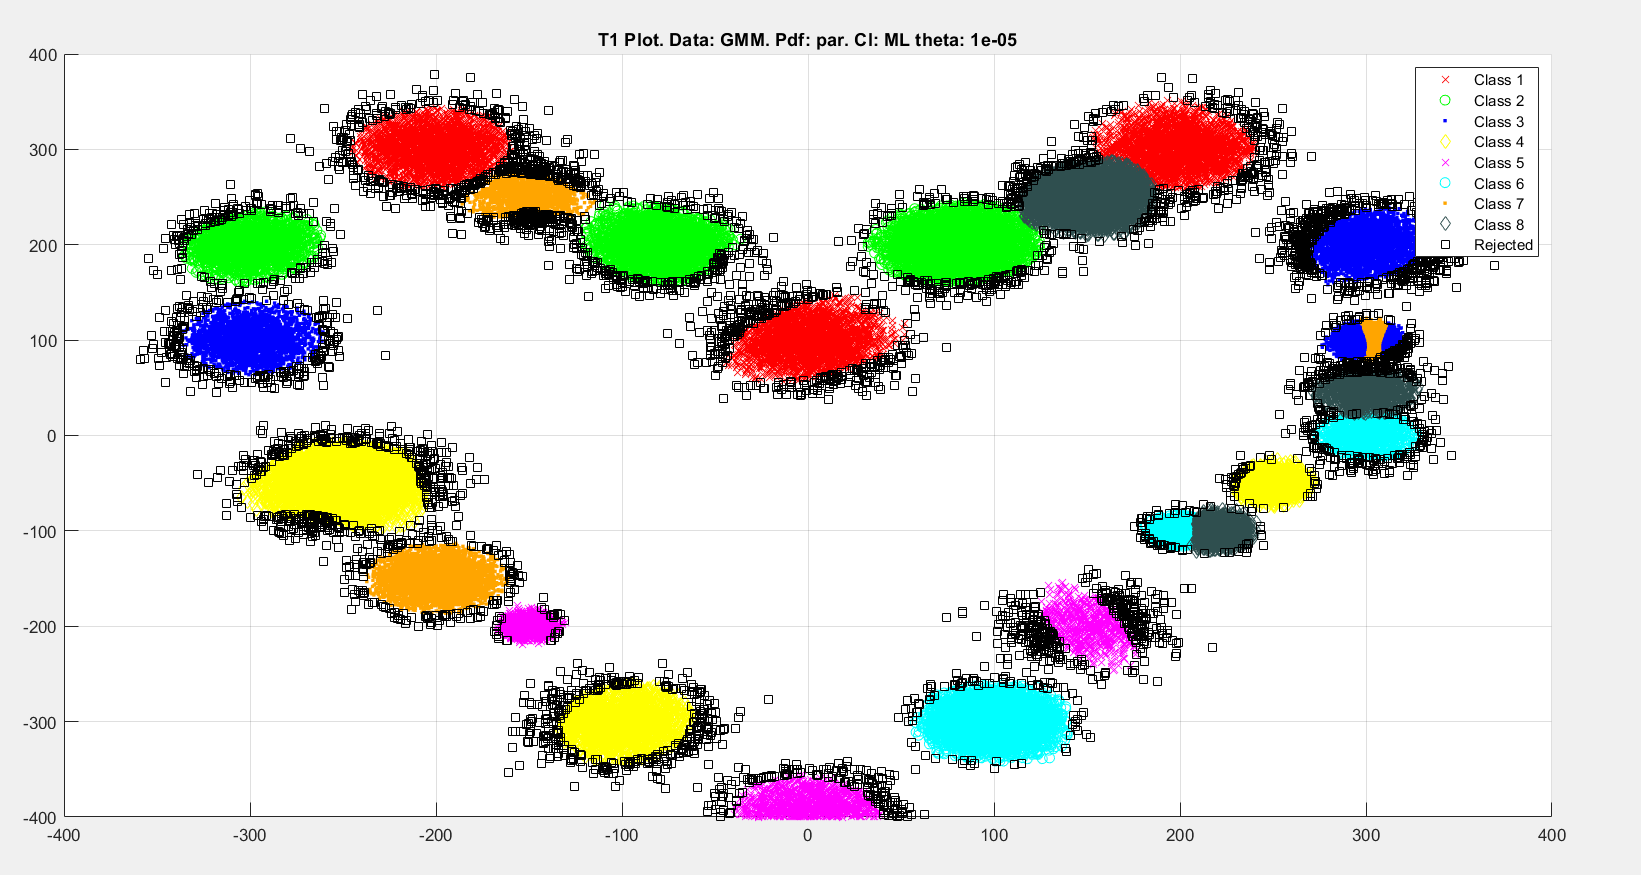 T1 Plot. Data: GMM. Pdf: par. Cl: ML theta: 1e-05
400
300
200
100
0
-100
-200
-300
-400
-400
-300
-200
-100
0
100
200
300
400
Class 1
Class 2
Class 3
Class 4
Class 5
Class 6
Class 7
Class 8
Rejected